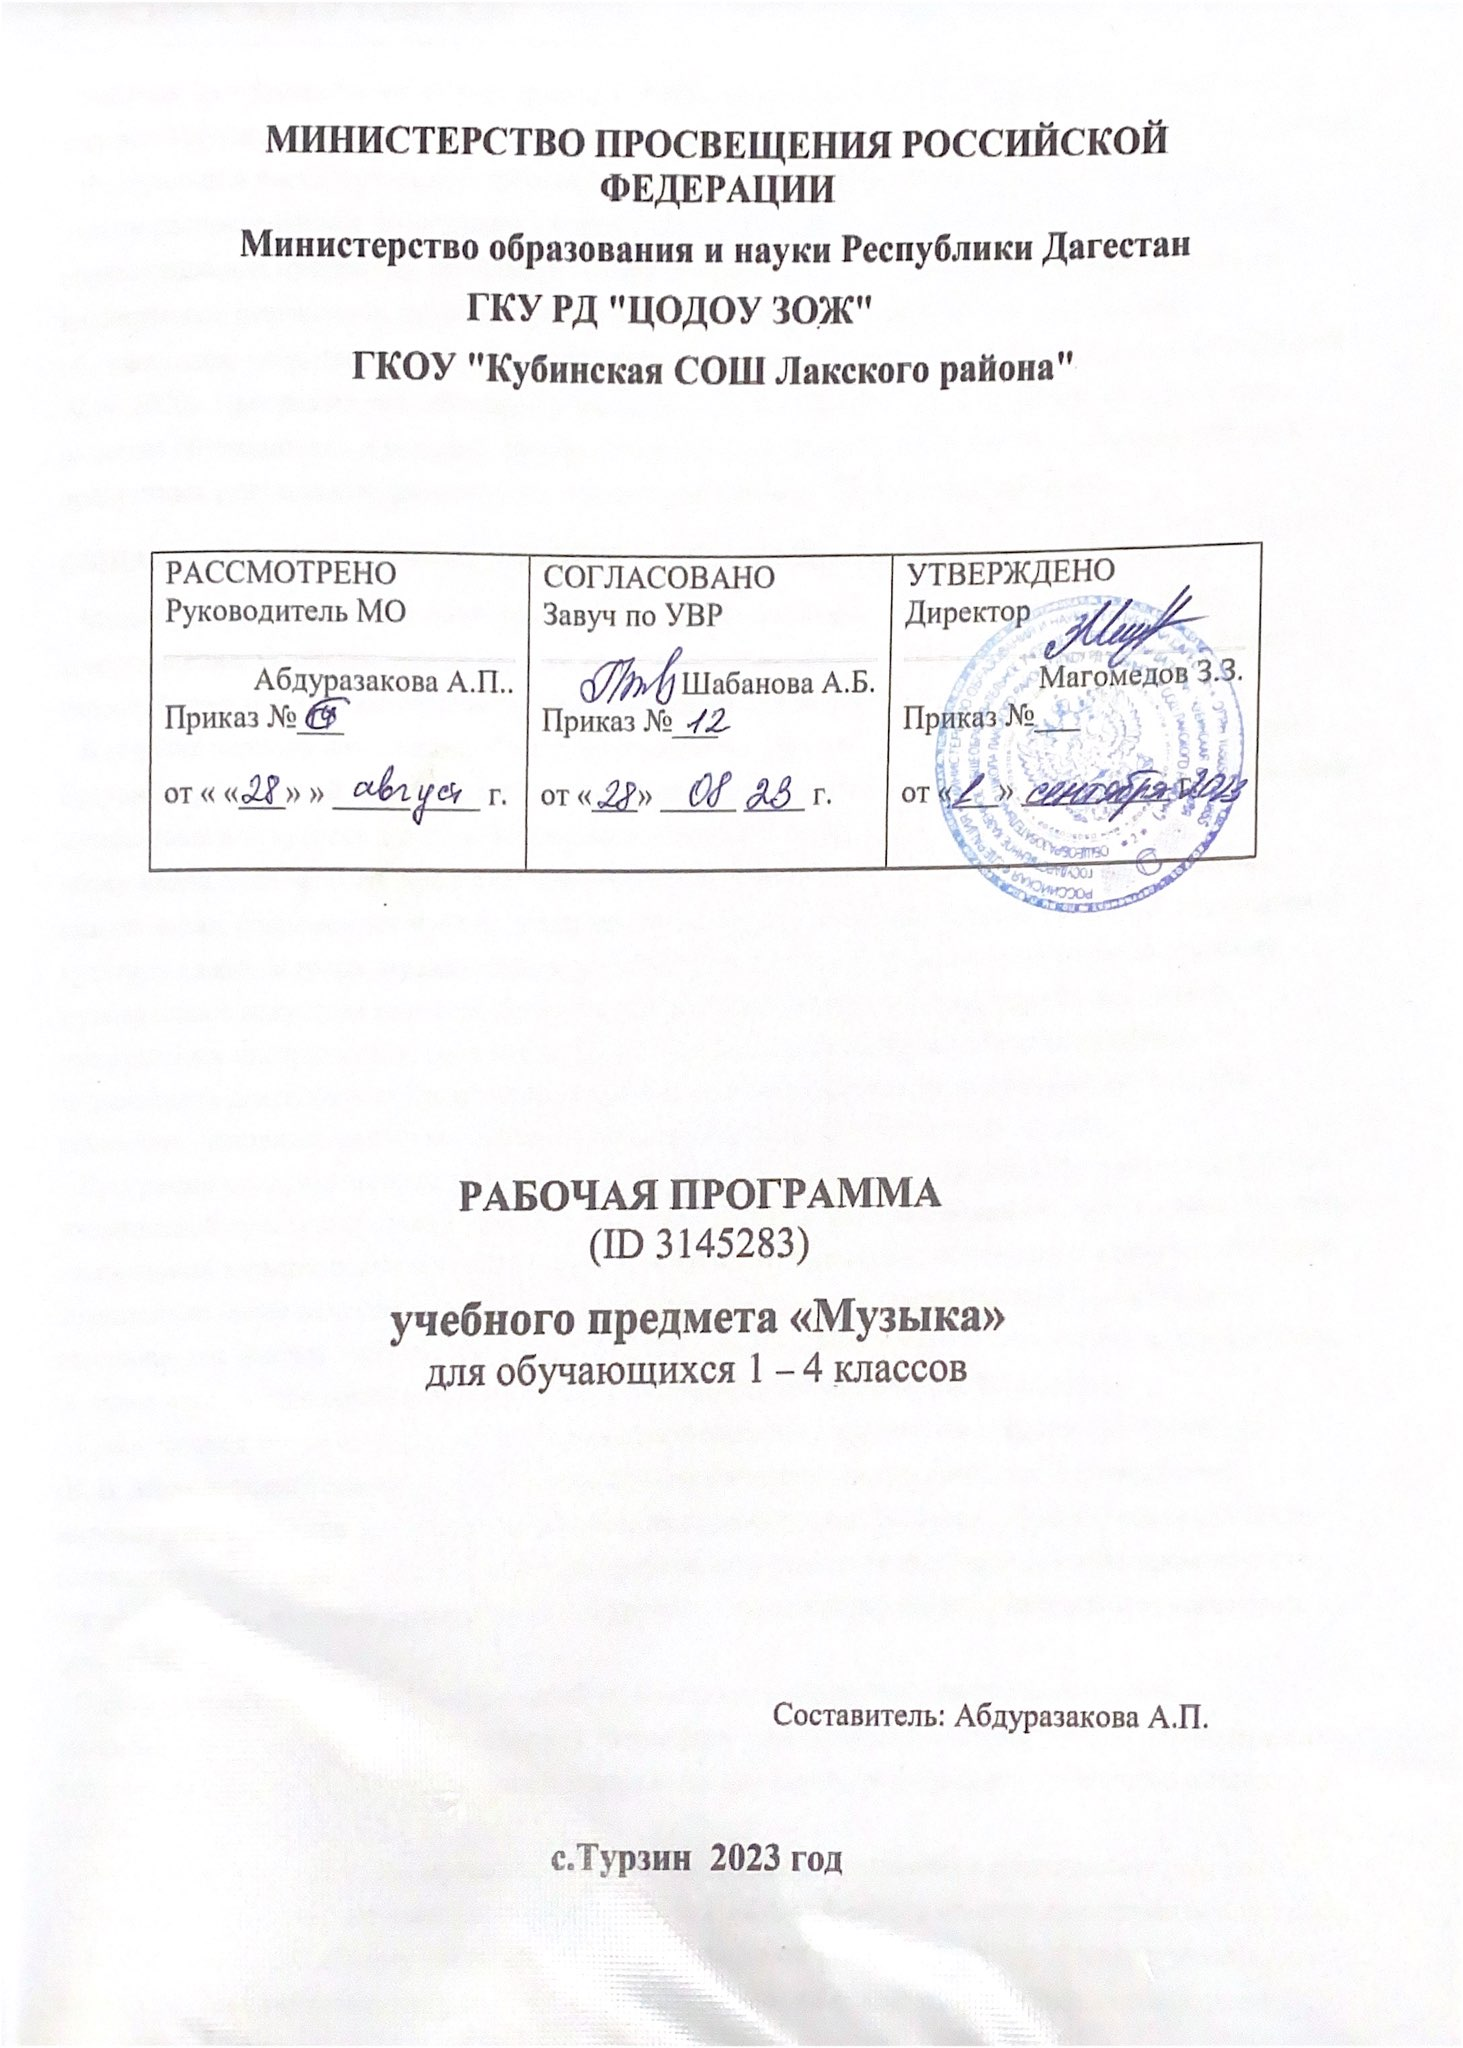 МИНИСТЕРСТВО ПРОСВЕЩЕНИЯ РОССИЙСКОЙ
ФЕДЕРАЦИИ
Министерство образования и науки Республики Дагестан
ГКУ РД "ЦОДОУ ЗОЖ"
ГКОУ "Кубинская СОШ Лакского района"
РАССМОТРЕНО
Руководитель МО
Абдуразакова А.П..
Приказ №
от « «28» » август г.
СОГЛАСОВАНО
Завуч по УВР
Шабанова А.Б.
Приказ № 12
от «28» 08 23 г.
УТВЕРЖДЕНО
Директор
Магомедов З.З.
Приказ №___
от «1» сентября 2023
РАБОЧАЯ ПРОГРАММА
(ID 3145283)
учебного предмета «Музыка»
для обучающихся 1 – 4 классов
Составитель: Абдуразакова А.П.
с.Турзин 2023 год